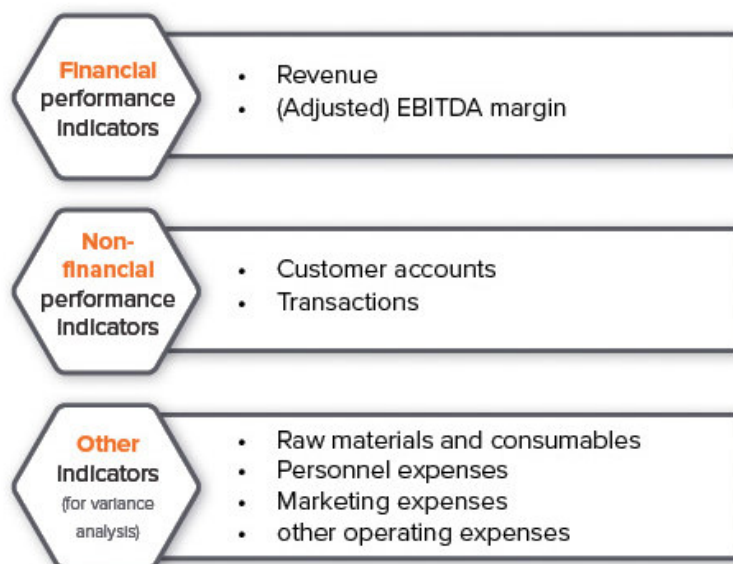 Financial
performance
indicators
• Revenue
• (Adjusted) EBITDA margin
Non-
financial
performance
indicators
• Customer accounts
• Transactions
Other
indicators
(for variance
analysis)
• Raw materials and consumables
• Personnel expenses
• Marketing expenses
• other operating expenses